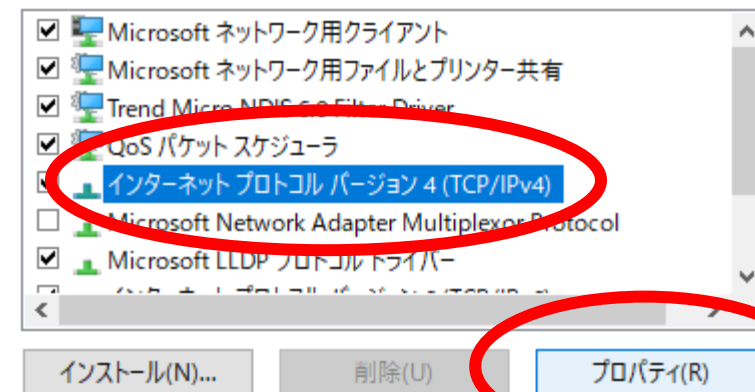 Microsoft ネットワーク用クライアント
Microsoft ネットワーク用ファイルとプリンター共有
Trend Micro NDIS 6.0 Filter Driver
QoS パケット スケジューラ
インターネット プロトコル バージョン 4 (TCP/IPv4)
Microsoft Network Adapter Multiplexor Protocol
Microsoft LLDP プロトコル ドライバー
インストール(N)...
削除(U)
プロパティ(R)